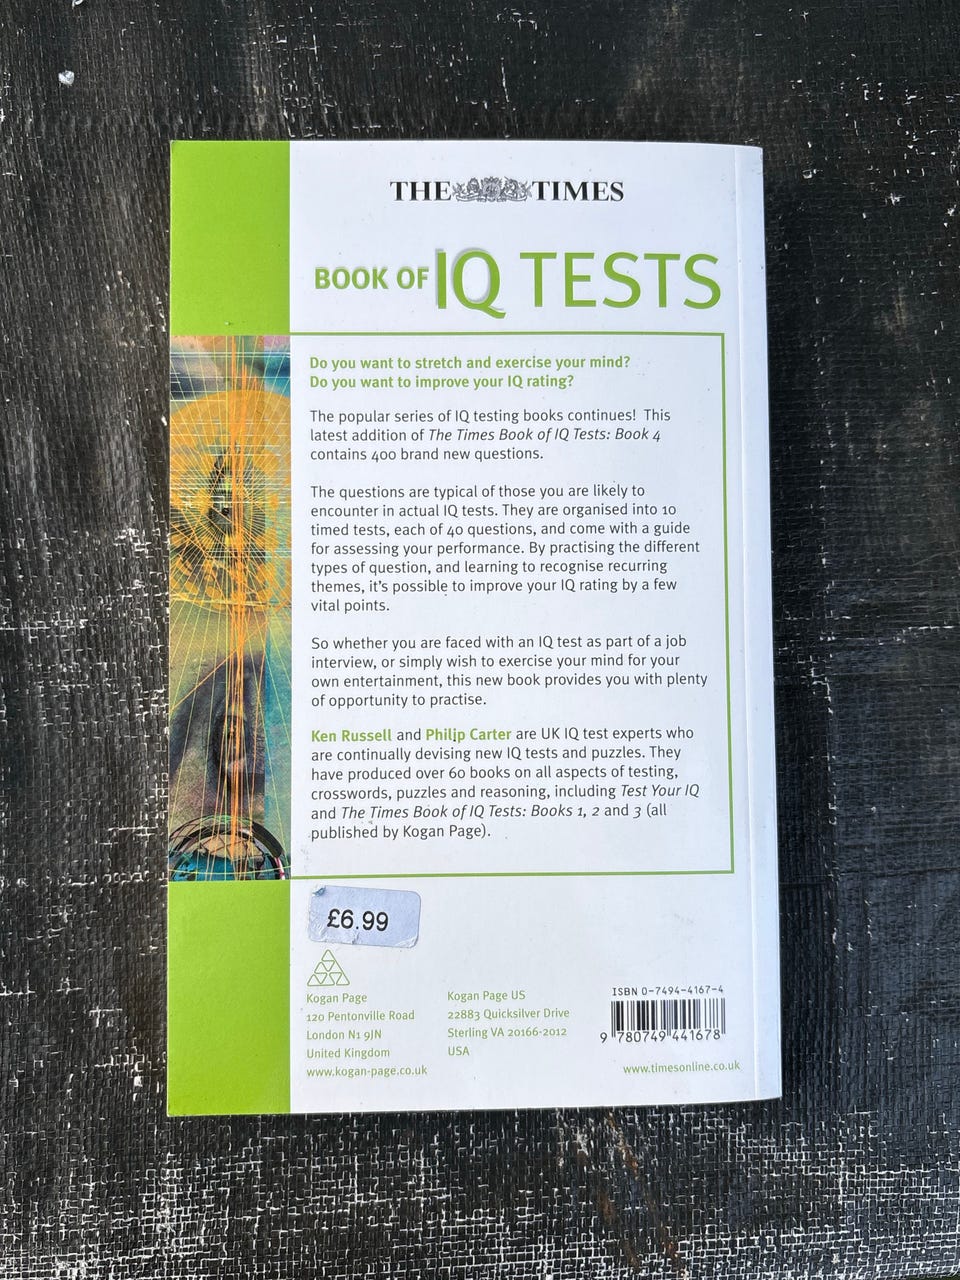 THE TIMES
BOOK OF IQ TESTS
Do you want to stretch and exercise your mind?
Do you want to improve your IQ rating?
The popular series of IQ testing books continues! This
latest addition of The Times Book of IQ Tests: Book 4
contains 400 brand new questions.
The questions are typical of those you are likely to
encounter in actual IQ tests. They are organised into 10
timed tests, each of 40 questions, and come with a guide
for assessing your performance. By practising the different
types of question, and learning to recognise recurring
themes, it's possible to improve your IQ rating by a few
vital points.
So whether you are faced with an IQ test as part of a job
interview, or simply wish to exercise your mind for your
own entertainment, this new book provides you with plenty
of opportunity to practise.
Ken Russell and Philip Carter are UK IQ test experts who
are continually devising new IQ tests and puzzles. They
have produced over 60 books on all aspects of testing,
crosswords, puzzles and reasoning, including Test Your IQ
and The Times Book of IQ Tests: Books 1, 2 and 3 (all
published by Kogan Page).
£6.99
Kogan Page
120 Pentonville Road
London N1 9JN
United Kingdom
www.kogan-page.co.uk
Kogan Page US
22883 Quicksilver Drive
Sterling VA 20166-2012
USA
ISBN 0-7494-4167-4
9 780749 441678
www.timesonline.co.uk